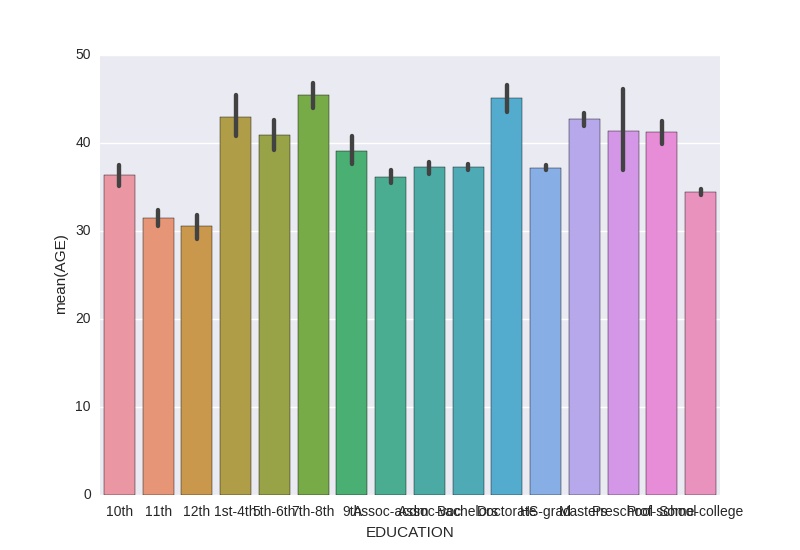 50
40
30
20
10
0
mean(AGE)
10th 11th 12th 1st-4th 5th-6th 7th-8th 9th Assoc-acdm Assoc-voc Bachelors Doctorate HS-grad Masters Preschool Prof-school Some-college
EDUCATION